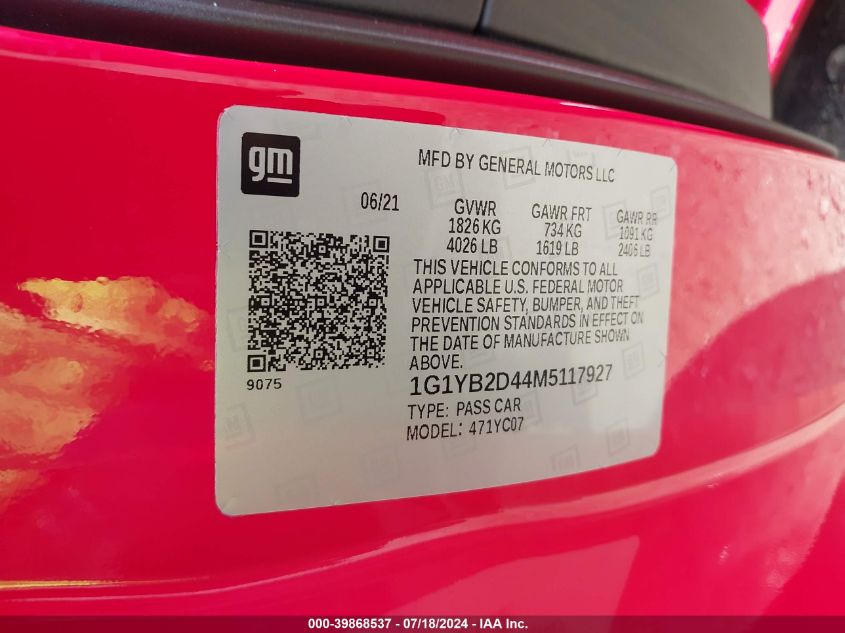 gm
MFD BY GENERAL MOTORS LLC
06/21
GVWR GAWR FRT GAWR RR
1826 KG 734 KG 1091 KG
4026 LB 1619 LB 2406 LB
THIS VEHICLE CONFORMS TO ALL
APPLICABLE U.S. FEDERAL MOTOR
VEHICLE SAFETY, BUMPER, AND THEFT
PREVENTION STANDARDS IN EFFECT ON
THE DATE OF MANUFACTURE SHOWN
ABOVE.
9075
1G1YB2D44M5117927
TYPE: PASS CAR
MODEL: 471YC07
000-39868537 - 07/18/2024 - IAA Inc.